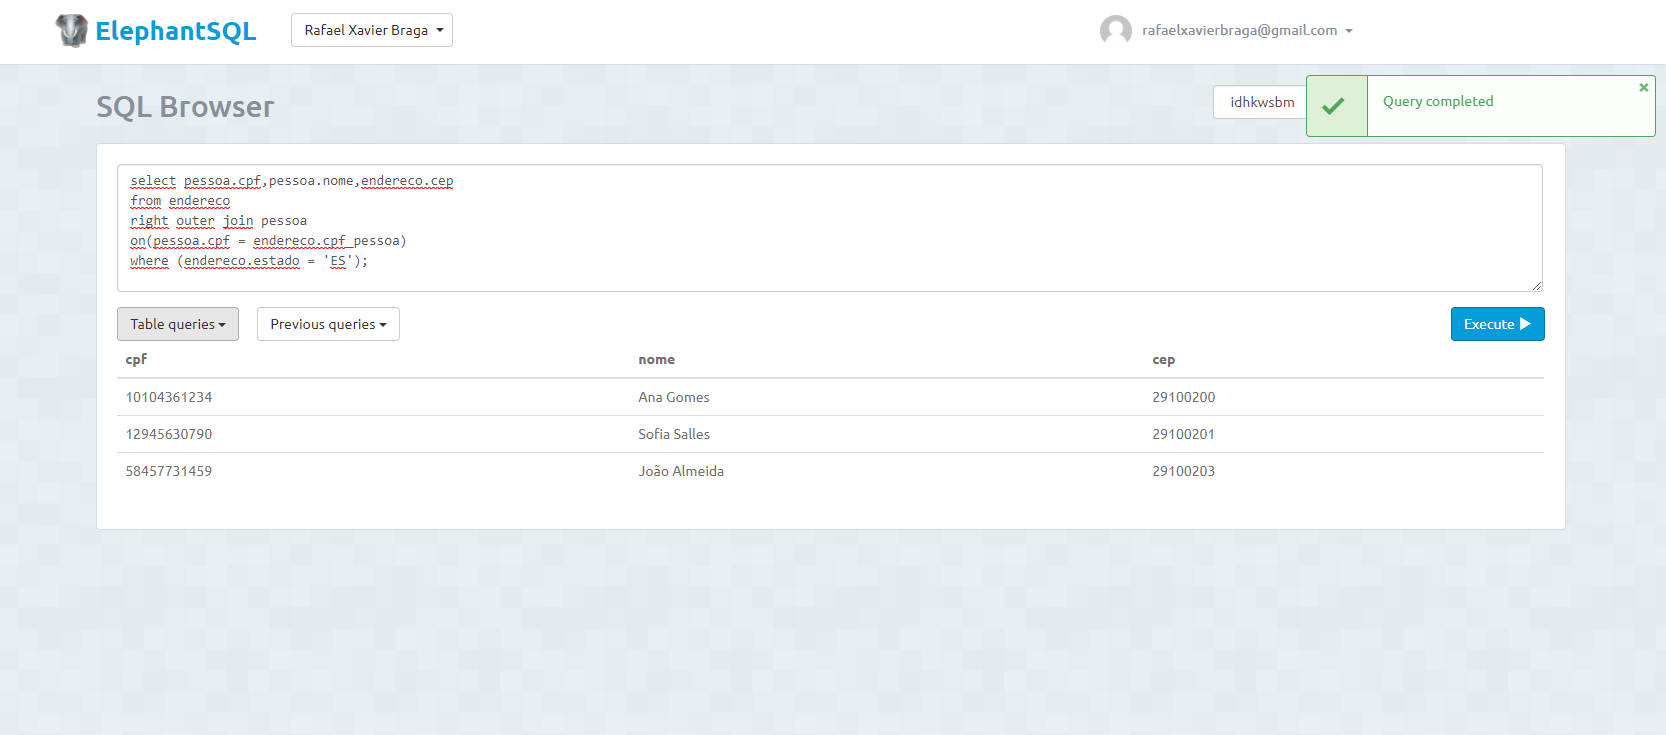 ElephantSQL
Rafael Xavier Braga
rafaelxavierbraga@gmail.com
SQL Browser
idhkwsbm
Query completed
select pessoa.cpf,pessoa.nome,endereco.cep
from endereco
right outer join pessoa
on(pessoa.cpf = endereco.cpf_pessoa)
where (endereco.estado = 'ES');
Table queries
Previous queries
Execute
cpf nome cep
10104361234 Ana Gomes 29100200
12945630790 Sofia Salles 29100201
58457731459 João Almeida 29100203